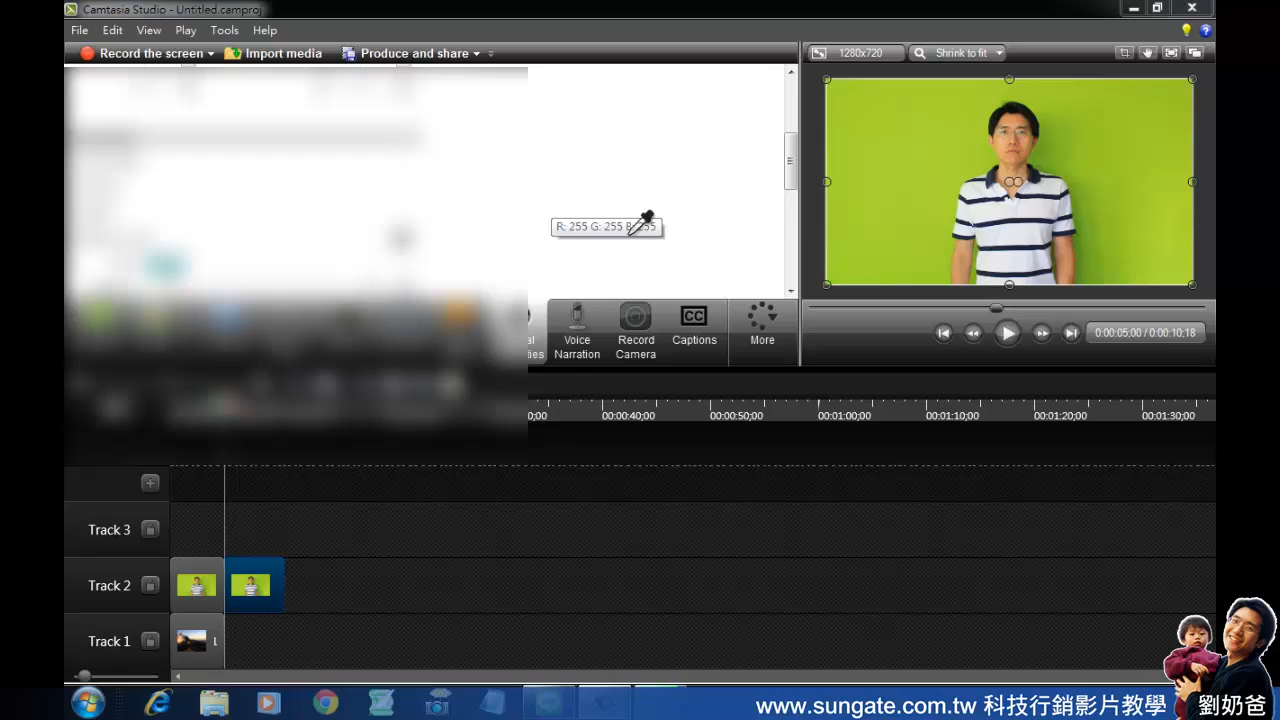 Camtasia Studio - Untitled.camproj
File Edit View Play Tools Help
Record the screen Import media Produce and share
1280x720 Shrink to fit
R: 255 G: 255 B: 255
Voice Narration
Record Camera
Captions
More
0:00:05;00 / 0:00:10;18
00:00:40;00 00:00:50;00 00:01:00;00 00:01:10;00 00:01:20;00 00:01:30;00
Track 3
Track 2
Track 1
www.sungate.com.tw 科技行銷影片教學
劉奶爸